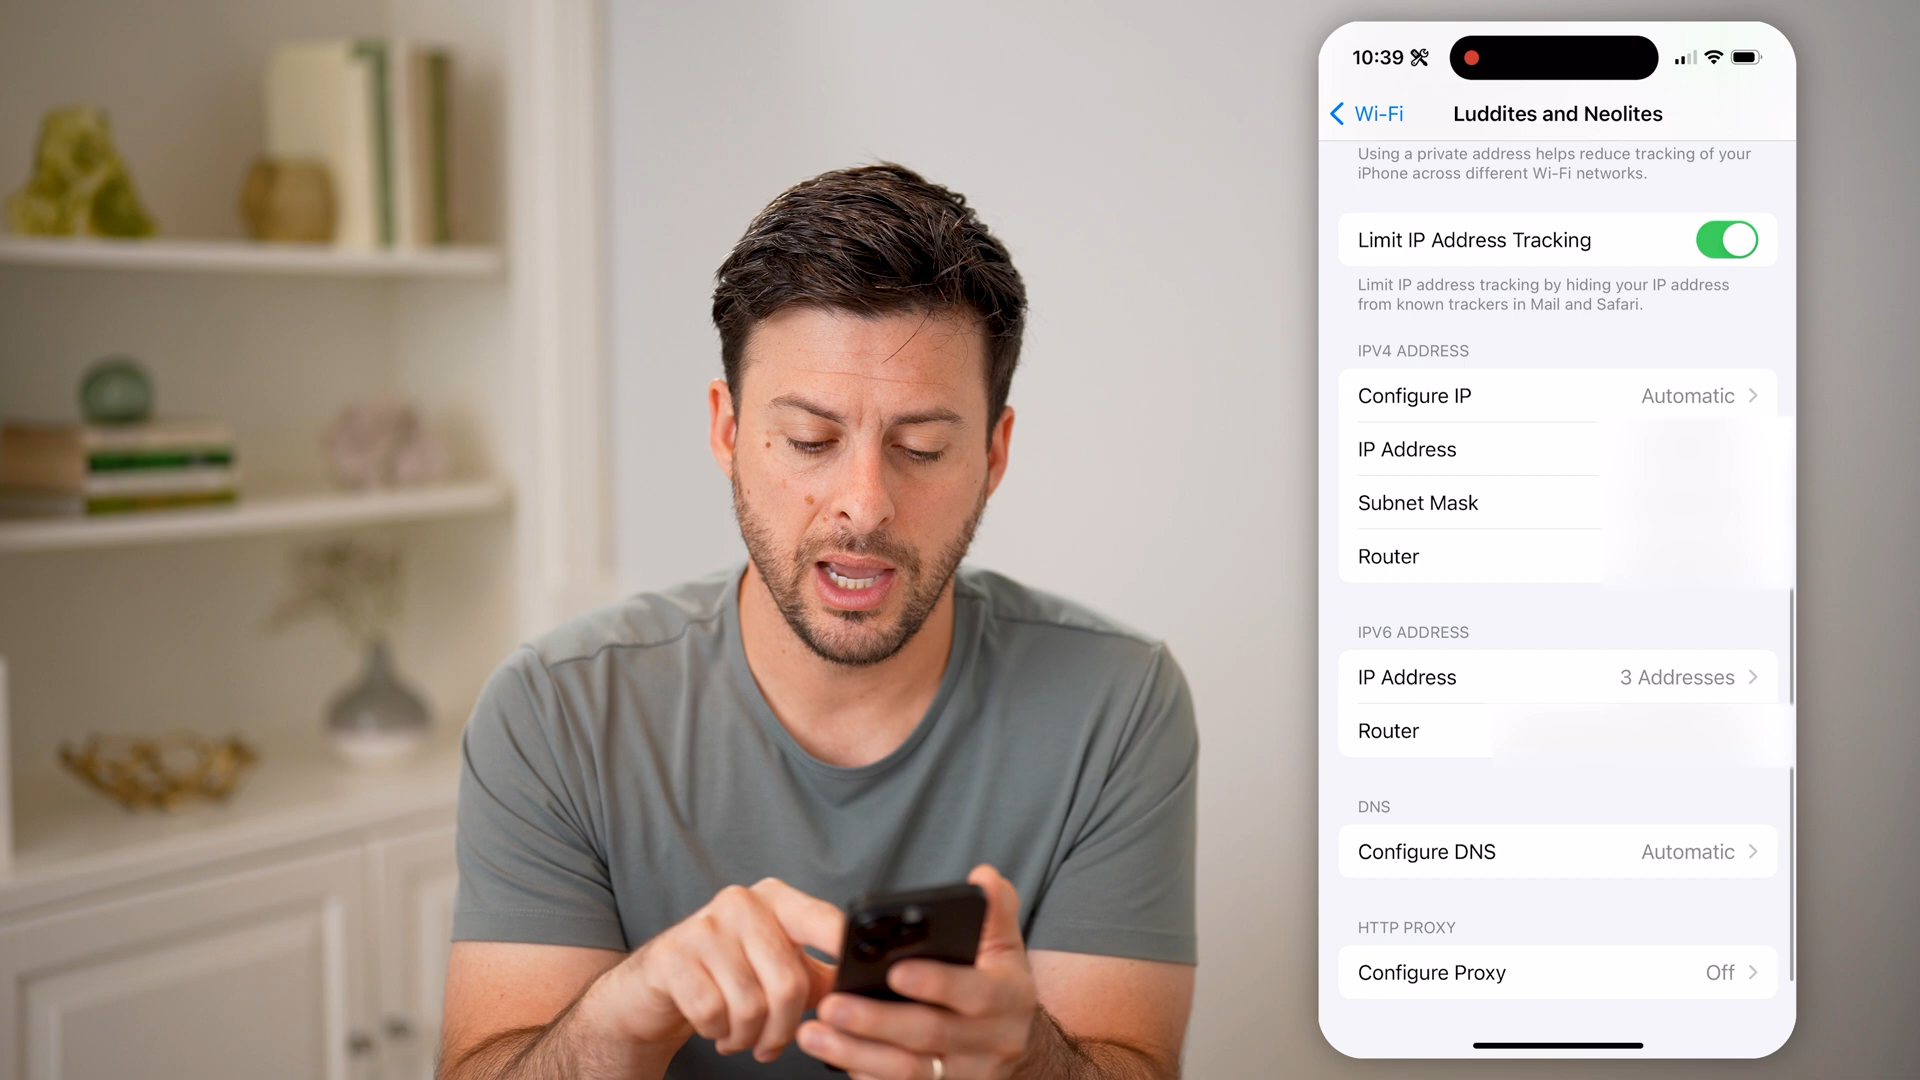 10:39
Wi-Fi
Luddites and Neolites
Using a private address helps reduce tracking of your
iPhone across different Wi-Fi networks.
Limit IP Address Tracking
Limit IP address tracking by hiding your IP address
from known trackers in Mail and Safari.
IPV4 ADDRESS
Configure IP Automatic
IP Address
Subnet Mask
Router
IPV6 ADDRESS
IP Address 3 Addresses
Router
DNS
Configure DNS Automatic
HTTP PROXY
Configure Proxy Off